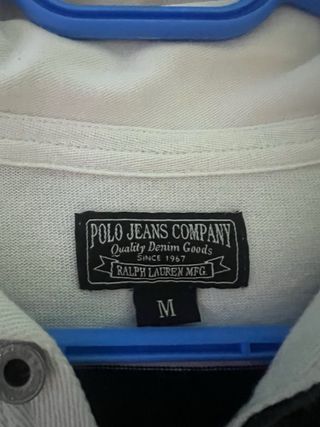 POLO JEANS COMPANY
Quality Denim Goods
SINCE 1967
RALPH LAUREN MFG.
M